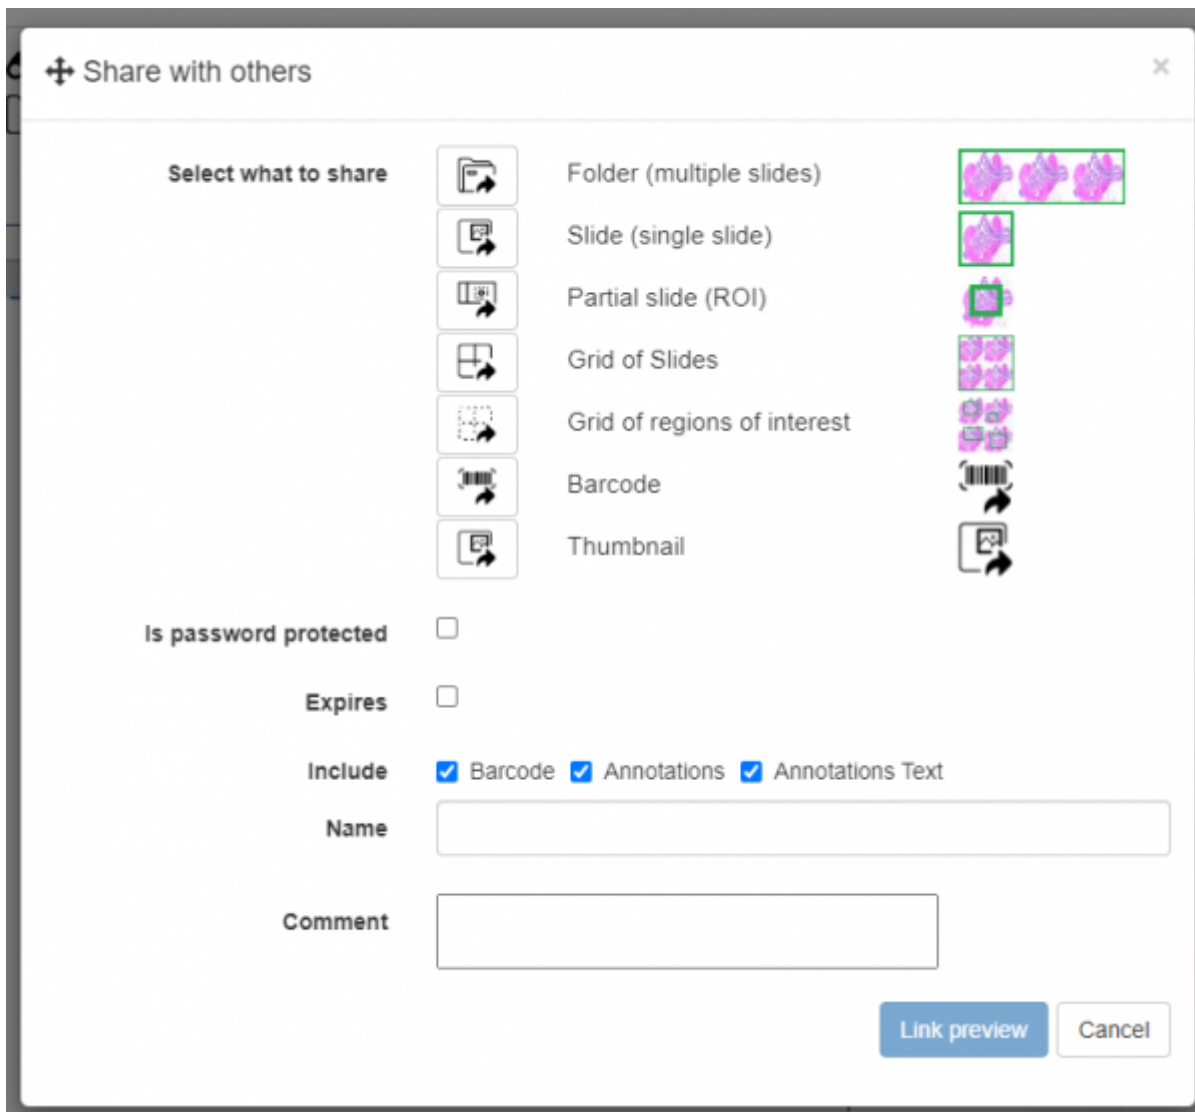 Share with others ×
Select what to share Folder (multiple slides)
Slide (single slide)
Partial slide (ROI)
Grid of Slides
Grid of regions of interest
Barcode
Thumbnail
Is password protected
Expires
Include Barcode Annotations Annotations Text
Name
Comment
Link preview Cancel